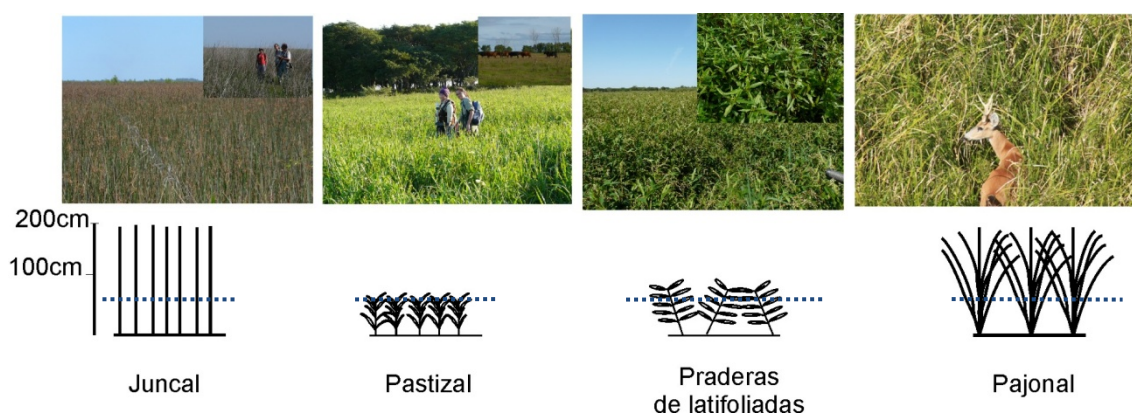 200cm
100cm
Juncal
Pastizal
Praderas
de latifoliadas
Pajonal